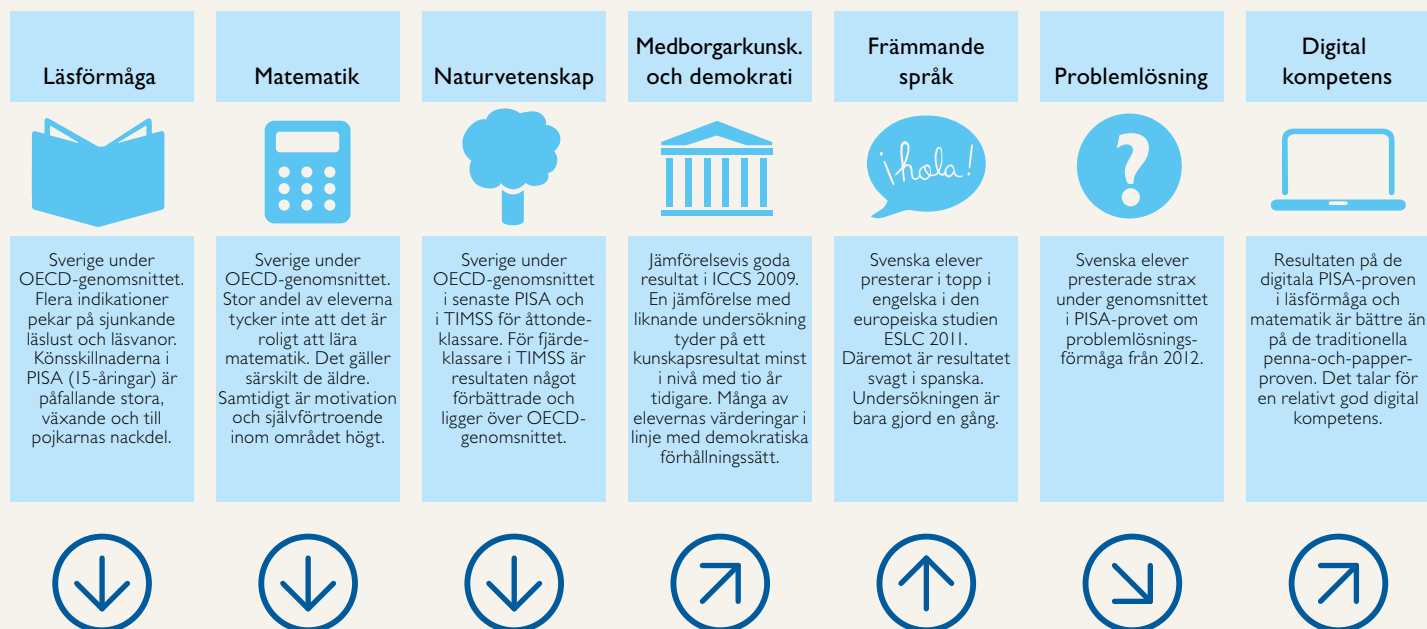 Läsförmåga
Matematik
Naturvetenskap
Medborgarkunsk.
och demokrati
Främmande
språk
Problemlösning
Digital
kompetens
¡hola!
?
Sverige under
OECD-genomsnittet.
Flera indikationer
pekar på sjunkande
läslust och läsvanor.
Könsskillnaderna i
PISA (15-åringar) är
påfallande stora,
växande och till
pojkarnas nackdel.
Sverige under
OECD-genomsnittet.
Stor andel av eleverna
tycker inte att det är
roligt att lära
matematik. Det gäller
särskilt de äldre.
Samtidigt är motivation
och självförtroende
inom området högt.
Sverige under
OECD-genomsnittet
i senaste PISA och
i TIMSS för åttonde-
klassare. För fjärde-
klassare i TIMSS är
resultaten något
förbättrade och
ligger över OECD-
genomsnittet.
Jämförelsevis goda
resultat i ICCS 2009.
En jämförelse med
liknande undersökning
tyder på ett
kunskapsresultat minst
i nivå med tio år
tidigare. Många av
elevernas värderingar i
linje med demokratiska
förhållningssätt.
Svenska elever
presterar i topp i
engelska i den
europeiska studien
ESLC 2011.
Däremot är resultatet
svagt i spanska.
Undersökningen är
bara gjord en gång.
Svenska elever
presterade strax
under genomsnittet
i PISA-provet om
problemlösnings-
förmåga från 2012.
Resultaten på de
digitala PISA-proven
i läsförmåga och
matematik är bättre än
på de traditionella
penna-och-papper-
proven. Det talar för
en relativt god digital
kompetens.